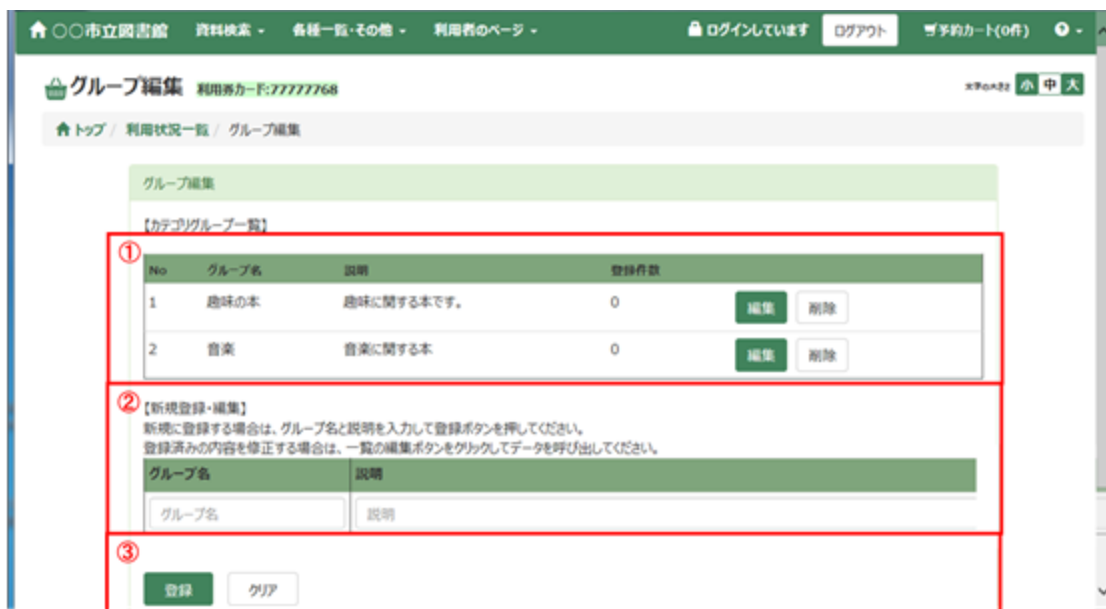 〇〇市立図書館 資料検索 各種一覧・その他 利用者のページ ログインしています ログアウト 予約カート(0件) ?
グループ編集 利用券カード:77777768 文字の大きさ 小 中 大
トップ / 利用状況一覧 / グループ編集
グループ編集
【カテゴリグループ一覧】
①
No グループ名 説明 登録件数
1 趣味の本 趣味に関する本です。 0 編集 削除
2 音楽 音楽に関する本 0 編集 削除
②
【新規登録・編集】
新規に登録する場合は、グループ名と説明を入力して登録ボタンを押してください。
登録済みの内容を修正する場合は、一覧の編集ボタンをクリックしてデータを呼び出してください。
グループ名 説明
グループ名 説明
③
登録 クリア